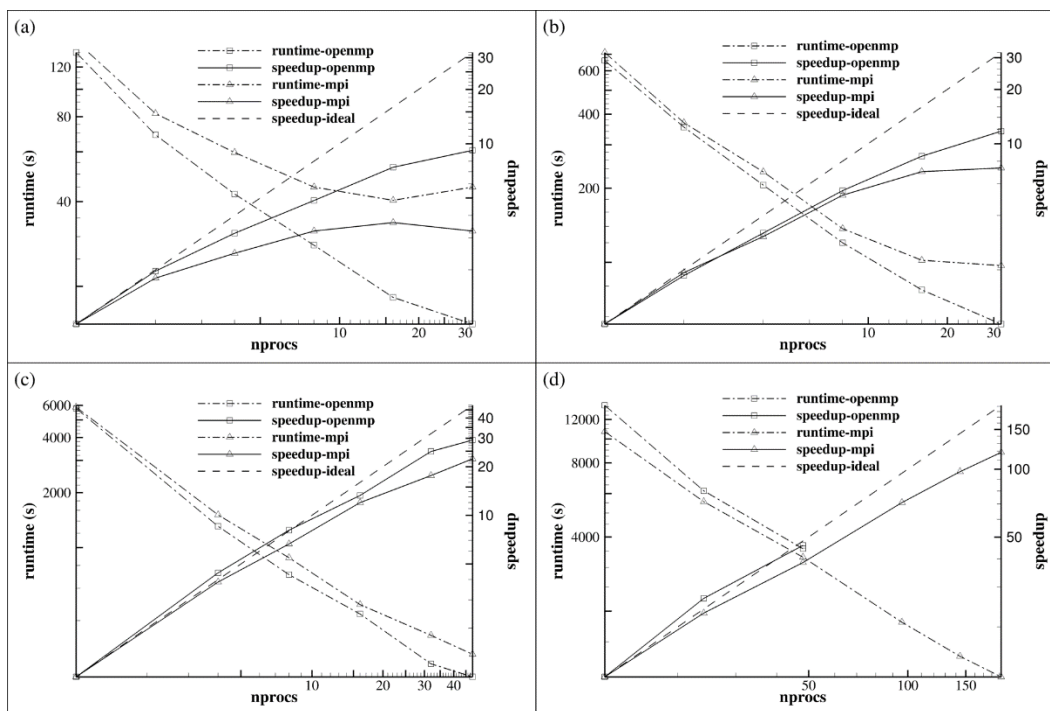 (a)
runtime-openmp
speedup-openmp
runtime-mpi
speedup-mpi
speedup-ideal
120
80
40
runtime (s)
30
20
10
speedup
10 20 30
nprocs
(b)
runtime-openmp
speedup-openmp
runtime-mpi
speedup-mpi
speedup-ideal
600
400
200
runtime (s)
30
20
10
speedup
10 20 30
nprocs
(c)
runtime-openmp
speedup-openmp
runtime-mpi
speedup-mpi
speedup-ideal
6000
4000
2000
runtime (s)
40
30
20
10
speedup
10 20 30 40
nprocs
(d)
runtime-openmp
speedup-openmp
runtime-mpi
speedup-mpi
speedup-ideal
12000
8000
4000
runtime (s)
150
100
50
speedup
50 100 150
nprocs